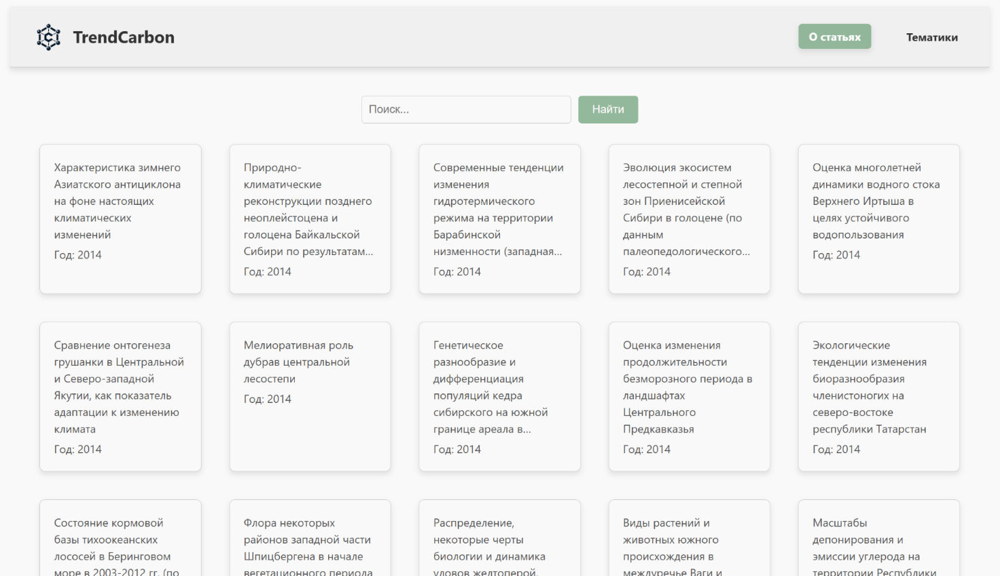 TrendCarbon
О статьях
Тематики
Поиск...
Найти
Характеристика зимнего
Азиатского антициклона
на фоне настоящих
климатических
изменений
Год: 2014
Природно-
климатические
реконструкции позднего
неоплейстоцена и
голоцена Байкальской
Сибири по результатам...
Год: 2014
Современные тенденции
изменения
гидротермического
режима на территории
Барабинской
низменности (западная...
Год: 2014
Эволюция экосистем
лесостепной и степной
зон Приенисейской
Сибири в голоцене (по
данным
палеопедологического...
Год: 2014
Оценка многолетней
динамики водного стока
Верхнего Иртыша в
целях устойчивого
водопользования
Год: 2014
Сравнение онтогенеза
грушанки в Центральной
и Северо-западной
Якутии, как показатель
адаптации к изменению
климата
Год: 2014
Мелиоративная роль
дубрав центральной
лесостепи
Год: 2014
Генетическое
разнообразие и
дифференциация
популяций кедра
сибирского на южной
границе ареала в...
Год: 2014
Оценка изменения
продолжительности
безморозного периода в
ландшафтах
Центрального
Предкавказья
Год: 2014
Экологические
тенденции изменения
биоразнообразия
членистоногих на
северо-востоке
республики Татарстан
Год: 2014
Состояние кормовой
базы тихоокеанских
лососей в Беринговом
море в 2003-2012 гг. (по
Флора некоторых
районов западной части
Шпицбергена в начале
вегетационного периода
Распределение,
некоторые черты
биологии и динамика
уловов желтоперой,
Виды растений и
животных южного
происхождения в
междуречье Ваги и
Масштабы
депонирования и
эмиссии углерода на
территории Республики